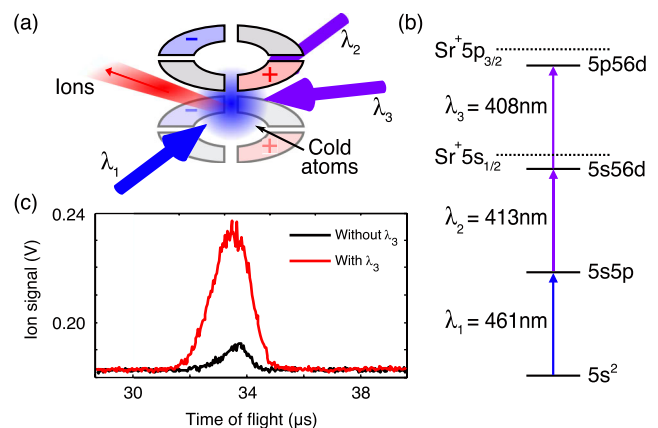 (a)
−
+
−
+
λ2
λ3
λ1
Ions
Cold
atoms
(b)
Sr+5p3/2
5p56d
λ3 = 408nm
Sr+5s1/2
5s56d
λ2 = 413nm
5s5p
λ1 = 461nm
5s2
(c)
0.24
0.20
Ion signal (V)
Without λ3
With λ3
30 34 38
Time of flight (μs)